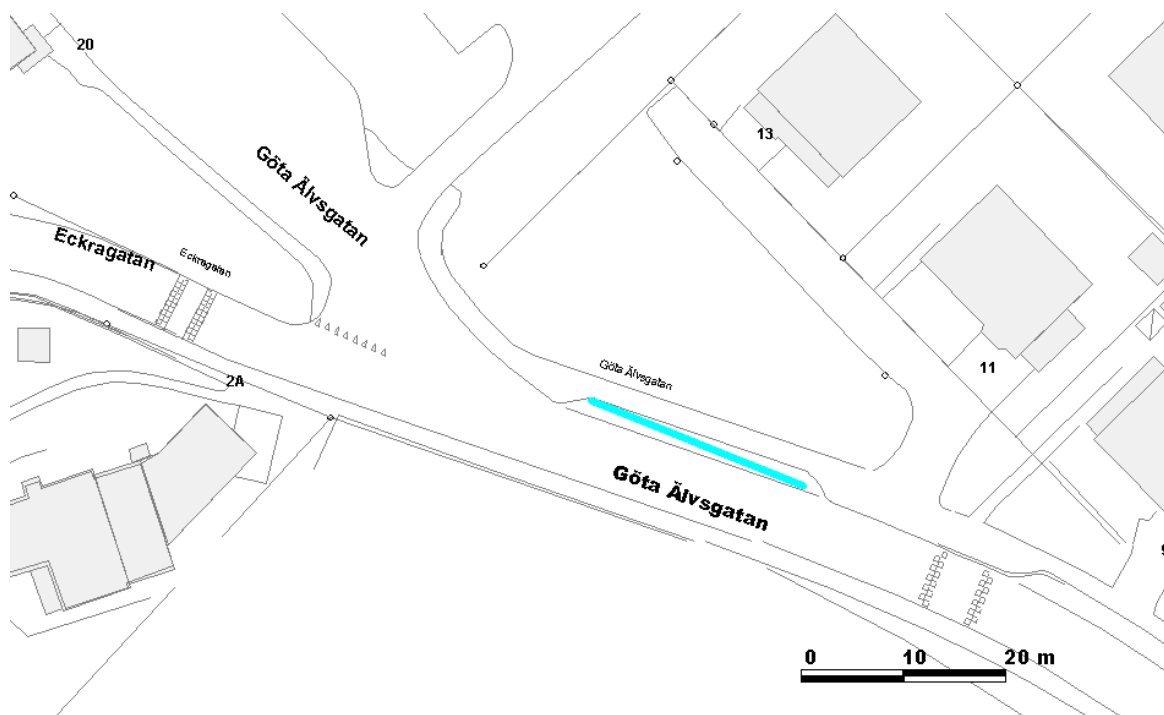 20
13
Göta Älvsgatan
Eckragatan
Eckragatan
2A
Göta Älvsgatan
11
Göta Älvsgatan
0 10 20 m